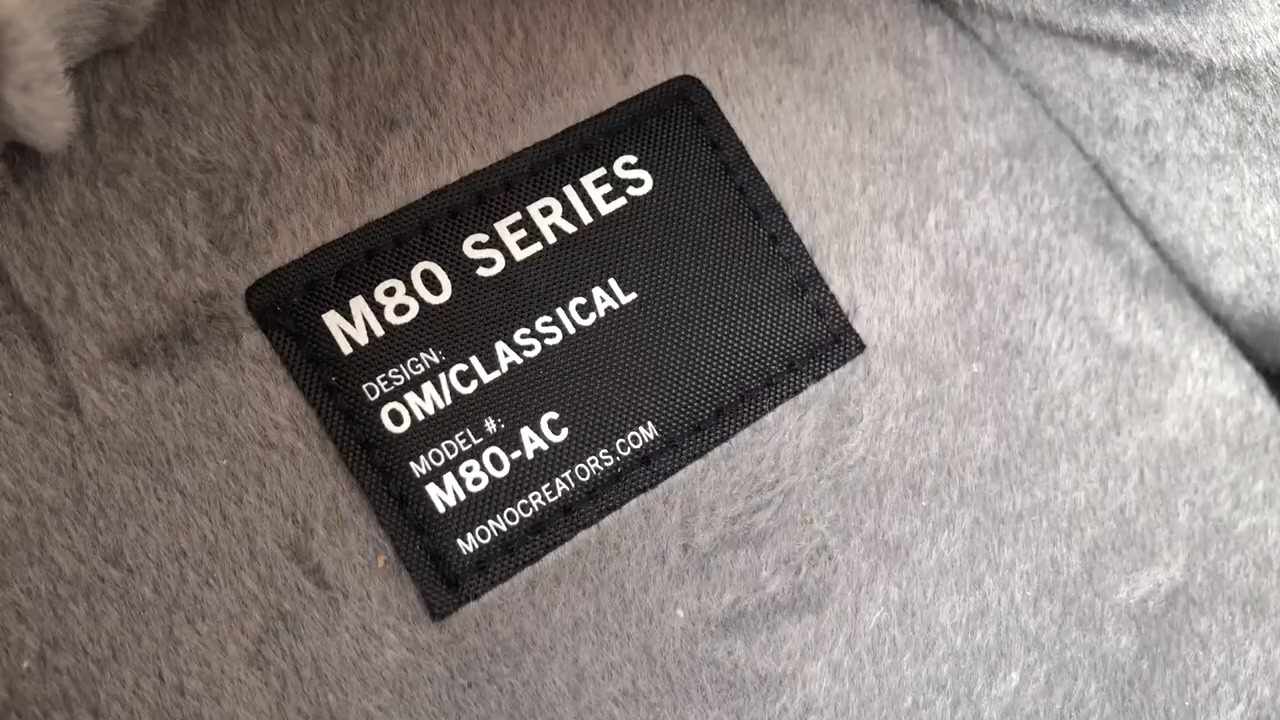 M80 SERIES
DESIGN:
OM/CLASSICAL
MODEL #:
M80-AC
MONOCREATORS.COM